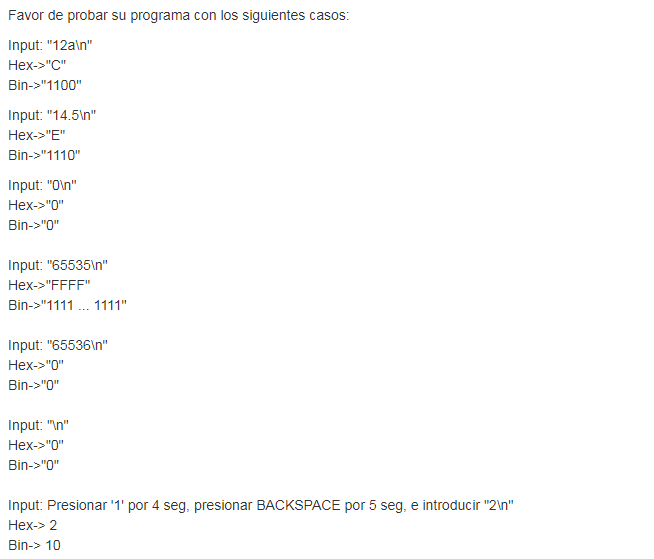 Favor de probar su programa con los siguientes casos:
Input: "12a\n"
Hex->"C"
Bin->"1100"
Input: "14.5\n"
Hex->"E"
Bin->"1110"
Input: "0\n"
Hex->"0"
Bin->"0"
Input: "65535\n"
Hex->"FFFF"
Bin->"1111 ... 1111"
Input: "65536\n"
Hex->"0"
Bin->"0"
Input: "\n"
Hex->"0"
Bin->"0"
Input: Presionar '1' por 4 seg, presionar BACKSPACE por 5 seg, e introducir "2\n"
Hex-> 2
Bin-> 10